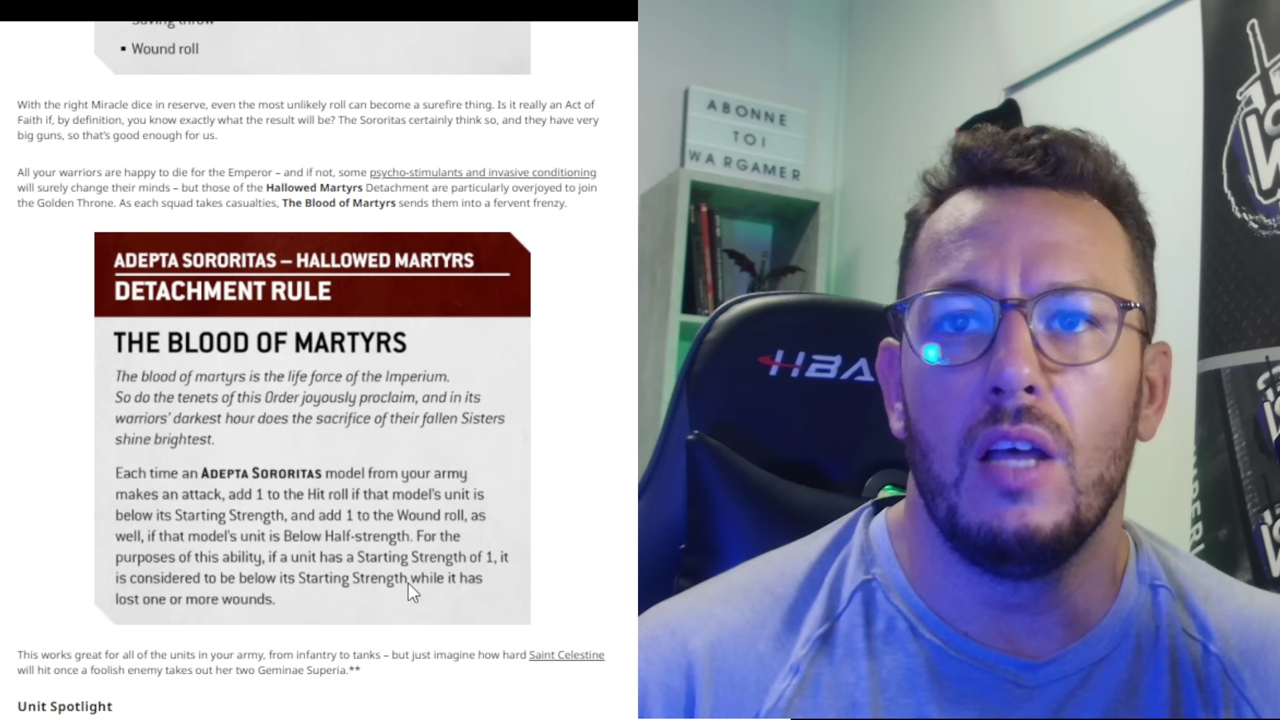 Saving throw
▪ Wound roll
With the right Miracle dice in reserve, even the most unlikely roll can become a surefire thing. Is it really an Act of
Faith if, by definition, you know exactly what the result will be? The Sororitas certainly think so, and they have very
big guns, so that's good enough for us.
All your warriors are happy to die for the Emperor – and if not, some psycho-stimulants and invasive conditioning
will surely change their minds – but those of the Hallowed Martyrs Detachment are particularly overjoyed to join
the Golden Throne. As each squad takes casualties, The Blood of Martyrs sends them into a fervent frenzy.
ADEPTA SORORITAS – HALLOWED MARTYRS
DETACHMENT RULE
THE BLOOD OF MARTYRS
The blood of martyrs is the life force of the Imperium.
So do the tenets of this Order joyously proclaim, and in its
warriors' darkest hour does the sacrifice of their fallen Sisters
shine brightest.
Each time an ADEPTA SORORITAS model from your army
makes an attack, add 1 to the Hit roll if that model's unit is
below its Starting Strength, and add 1 to the Wound roll, as
well, if that model's unit is Below Half-strength. For the
purposes of this ability, if a unit has a Starting Strength of 1, it
is considered to be below its Starting Strength while it has
lost one or more wounds.
This works great for all of the units in your army, from infantry to tanks – but just imagine how hard Saint Celestine
will hit once a foolish enemy takes out her two Geminae Superia.**
Unit Spotlight
ABONNE
TOI
WARGAMER
HBA